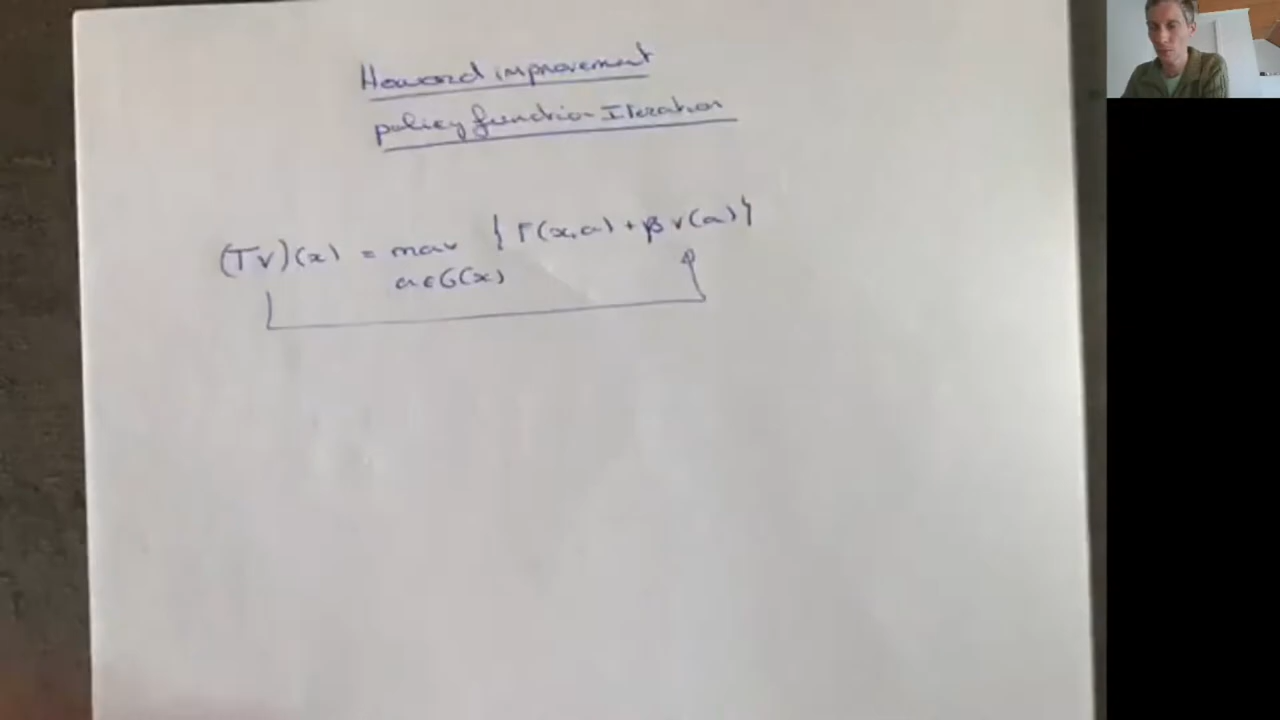 Howard improvement
policy function Iteration
(Tv)(x) = max { r(x,a) + β v(a) }
a∈G(x)